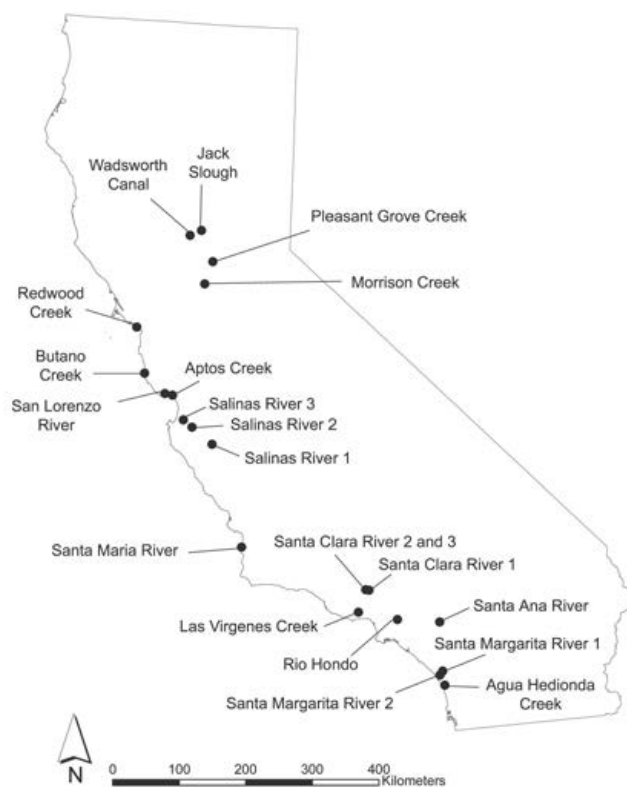 Jack
Slough
Wadsworth
Canal
Pleasant Grove Creek
Morrison Creek
Redwood
Creek
Butano
Creek
Aptos Creek
San Lorenzo
River
Salinas River 3
Salinas River 2
Salinas River 1
Santa Maria River
Santa Clara River 2 and 3
Santa Clara River 1
Las Virgenes Creek
Santa Ana River
Rio Hondo
Santa Margarita River 1
Santa Margarita River 2
Agua Hedionda
Creek
N
0 100 200 300 400
Kilometers